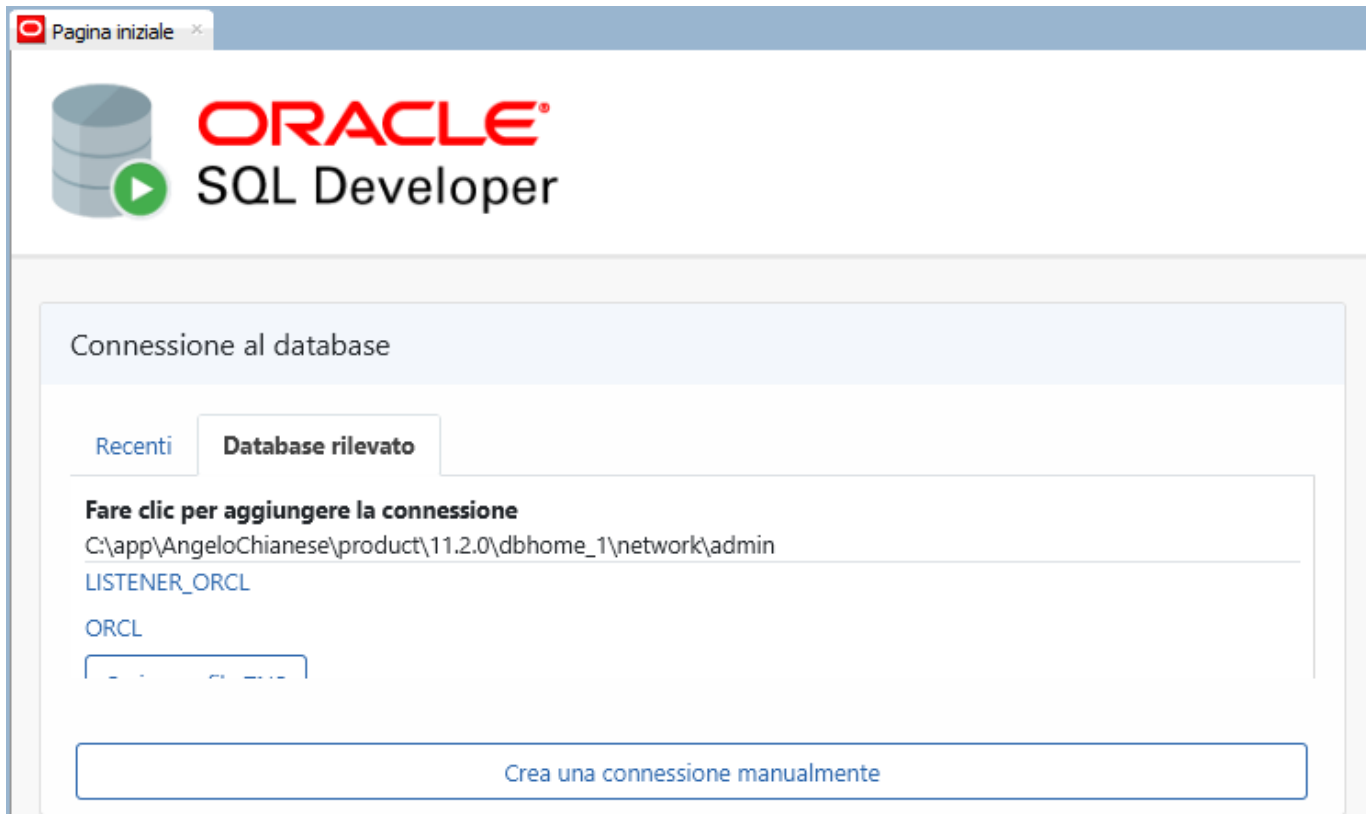 Pagina iniziale
ORACLE®
SQL Developer
Connessione al database
Recenti
Database rilevato
Fare clic per aggiungere la connessione
C:\app\AngeloChianese\product\11.2.0\dbhome_1\network\admin
LISTENER_ORCL
ORCL
Crea una connessione manualmente